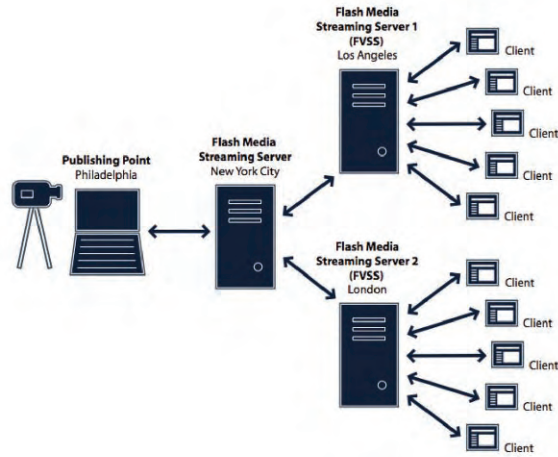 Flash Media
Streaming Server 1
(FVSS)
Los Angeles
Client
Client
Client
Client
Client
Publishing Point
Philadelphia
Flash Media
Streaming Server
New York City
Flash Media
Streaming Server 2
(FVSS)
London
Client
Client
Client
Client
Client